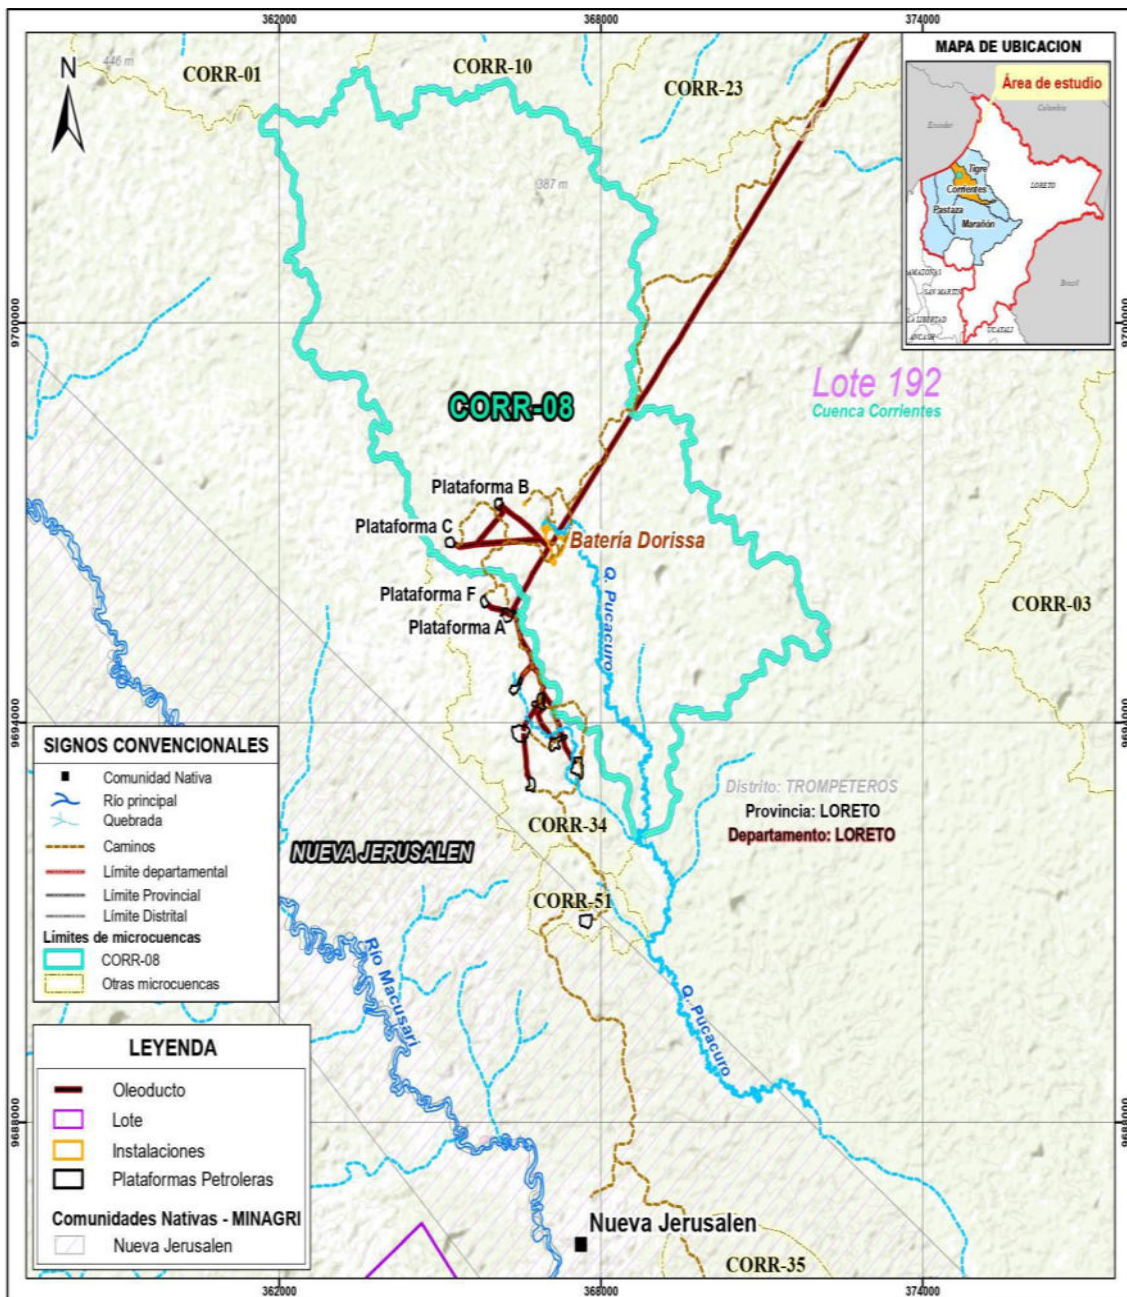 362000
368000
374000
N
446 m
CORR-01
CORR-10
CORR-23
387 m
MAPA DE UBICACION
Área de estudio
Colombia
Ecuador
Tigre
LORETO
Corrientes
Pastaza
Marañón
AMAZONAS
SAN MARTIN
Brazil
LA LIBERTAD
UCAYALI
ANCASH
9700000
9700000
Lote 192
Cuenca Corrientes
CORR-08
Plataforma B
Plataforma C
Batería Dorissa
Q. Pucacuro
Plataforma F
Plataforma A
CORR-03
9694000
9694000
SIGNOS CONVENCIONALES
Comunidad Nativa
Río principal
Quebrada
Caminos
Límite departamental
Límite Provincial
Límite Distrital
Límites de microcuencas
CORR-08
Otras microcuencas
Distrito: TROMPETEROS
Provincia: LORETO
Departamento: LORETO
CORR-34
NUEVA JERUSALEN
CORR-51
Río Macusari
Q. Pucacuro
LEYENDA
Oleoducto
Lote
Instalaciones
Plataformas Petroleras
Comunidades Nativas - MINAGRI
Nueva Jerusalen
9688000
9688000
Nueva Jerusalen
CORR-35
362000
368000
374000